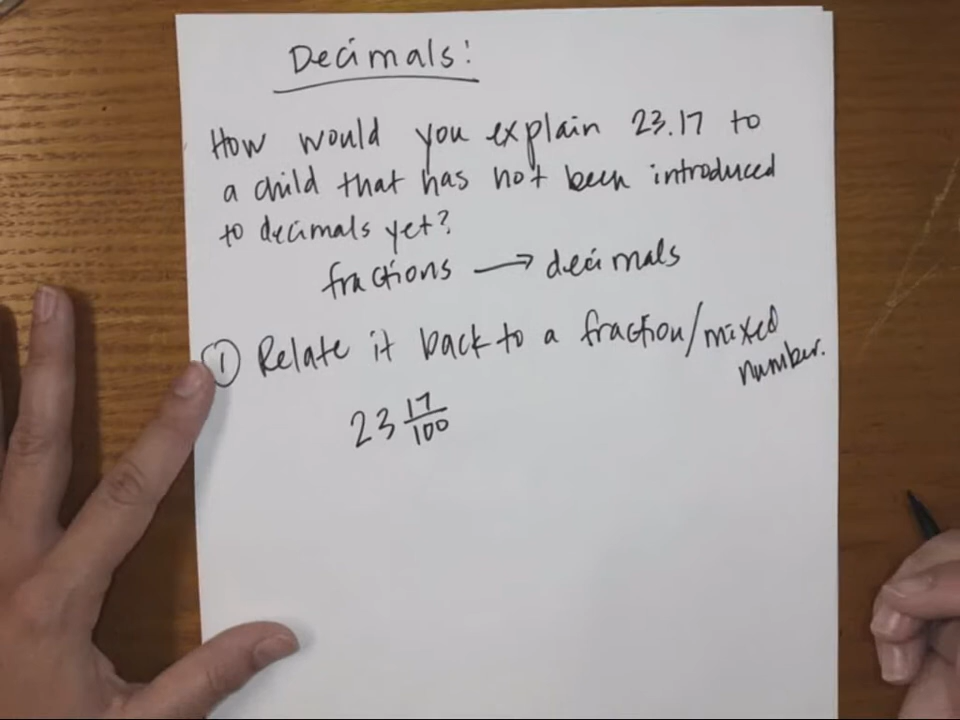 Decimals:
How would you explain 23.17 to
a child that has not been introduced
to decimals yet?
fractions → decimals
① Relate it back to a fraction/mixed
number.
23 17/100